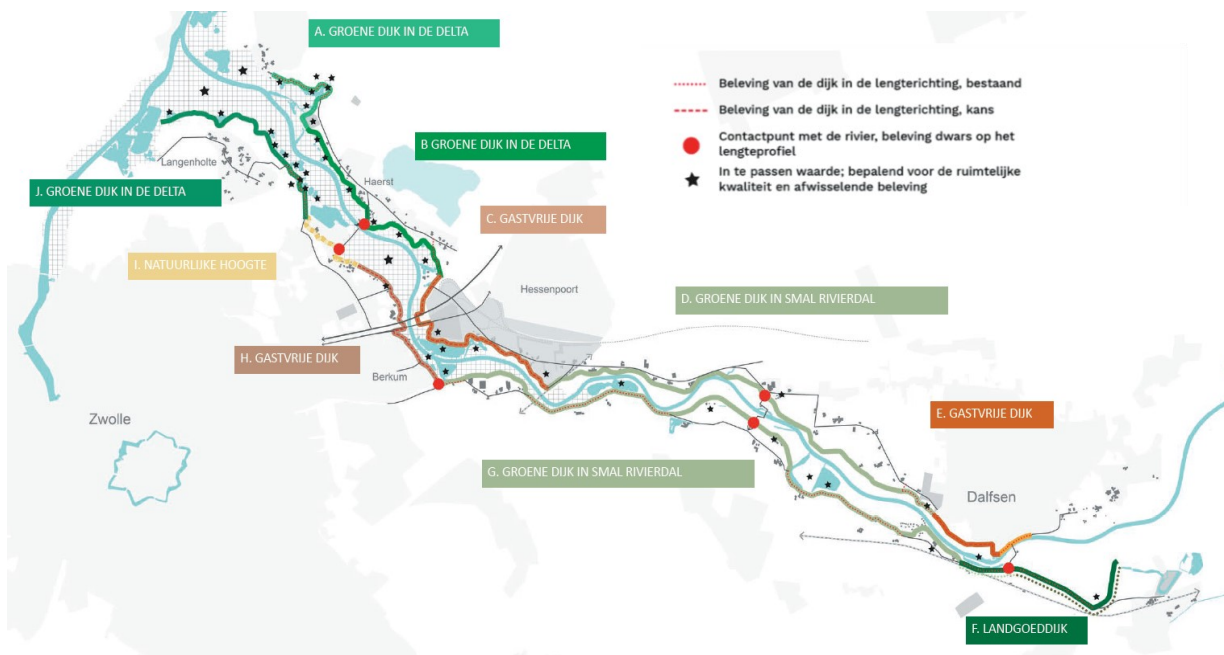 A. GROENE DIJK IN DE DELTA
Beleving van de dijk in de lengterichting, bestaand
Beleving van de dijk in de lengterichting, kans
Contactpunt met de rivier, beleving dwars op het
lengteprofiel
In te passen waarde; bepalend voor de ruimtelijke
kwaliteit en afwisselende beleving
B GROENE DIJK IN DE DELTA
Langenholte
Haerst
J. GROENE DIJK IN DE DELTA
C. GASTVRIJE DIJK
I. NATUURLIJKE HOOGTE
Hessenpoort
D. GROENE DIJK IN SMAL RIVIERDAL
H. GASTVRIJE DIJK
Berkum
Zwolle
E. GASTVRIJE DIJK
G. GROENE DIJK IN SMAL RIVIERDAL
Dalfsen
F. LANDGOEDDIJK